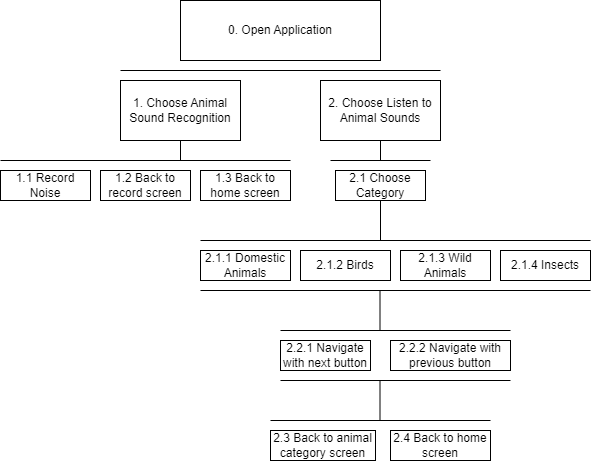 0. Open Application
1. Choose Animal
Sound Recognition
2. Choose Listen to
Animal Sounds
1.1 Record
Noise
1.2 Back to
record screen
1.3 Back to
home screen
2.1 Choose
Category
2.1.1 Domestic
Animals
2.1.2 Birds
2.1.3 Wild
Animals
2.1.4 Insects
2.2.1 Navigate
with next button
2.2.2 Navigate with
previous button
2.3 Back to animal
category screen
2.4 Back to home
screen